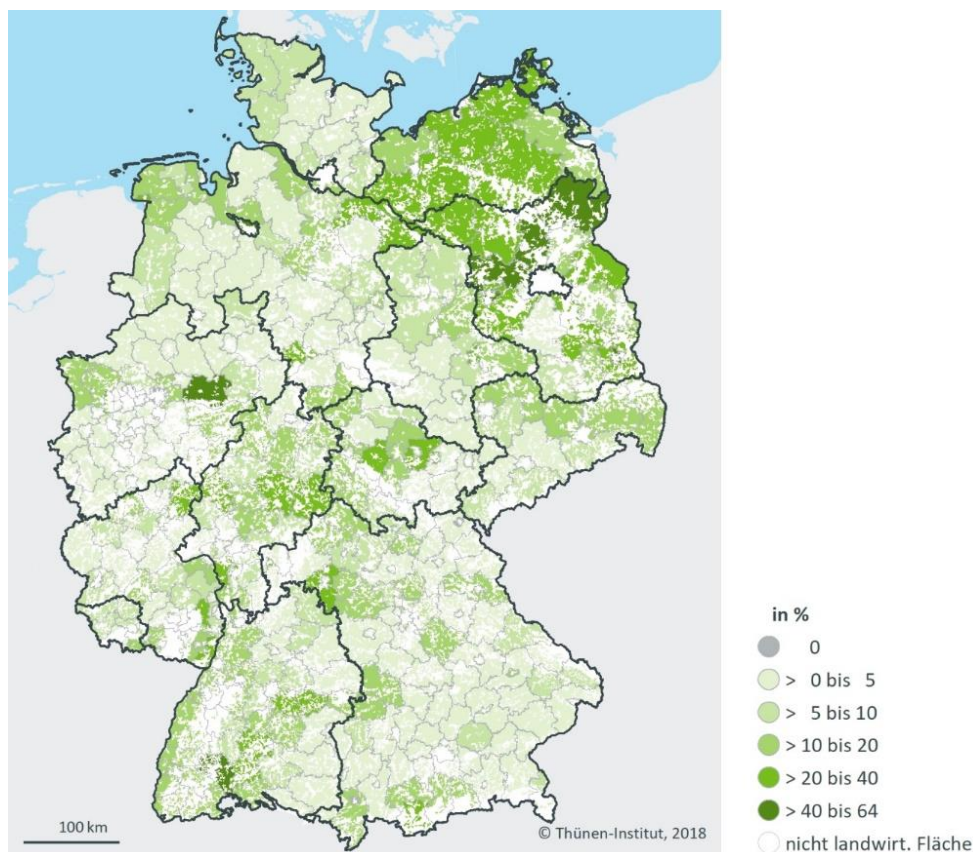 in %
0
> 0 bis 5
> 5 bis 10
> 10 bis 20
> 20 bis 40
> 40 bis 64
nicht landwirt. Fläche
100 km
© Thünen-Institut, 2018